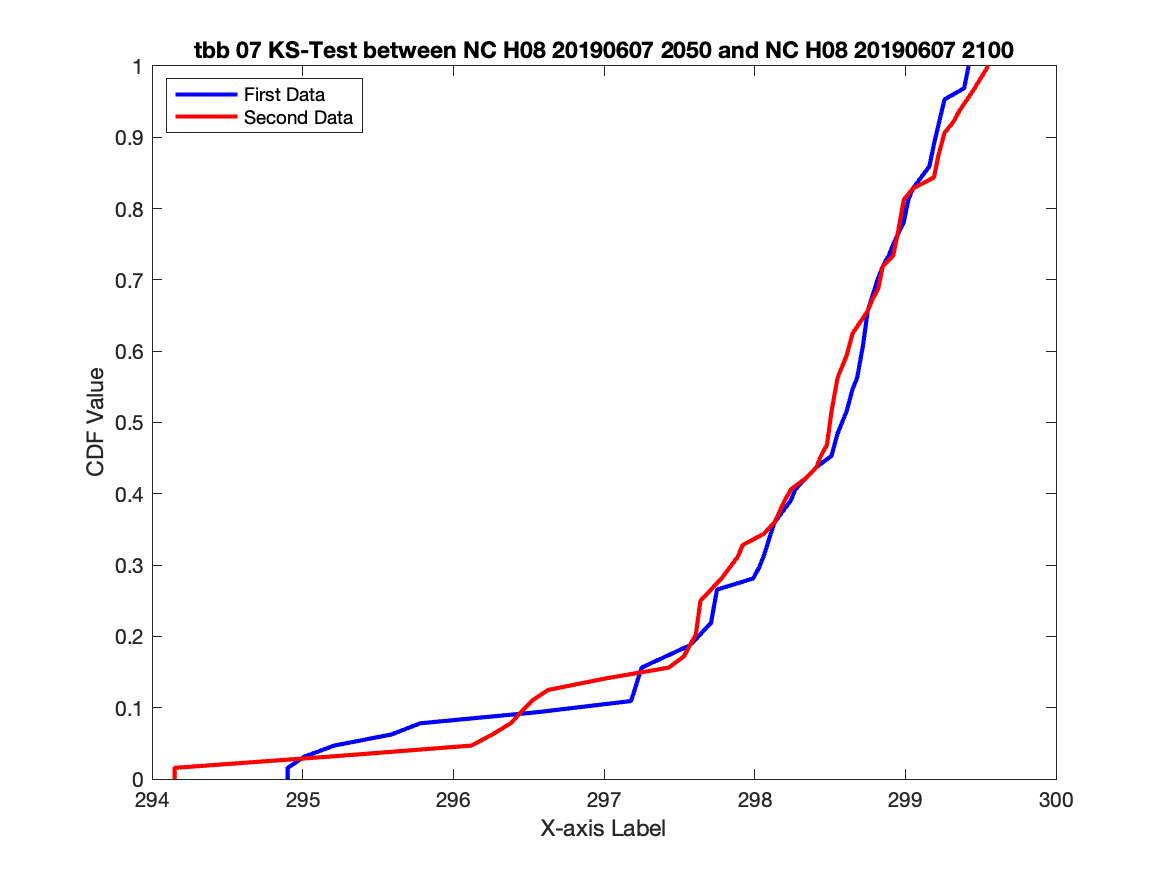 tbb 07 KS-Test between NC H08 20190607 2050 and NC H08 20190607 2100
First Data
Second Data
1
0.9
0.8
0.7
0.6
0.5
0.4
0.3
0.2
0.1
0
CDF Value
294 295 296 297 298 299 300
X-axis Label